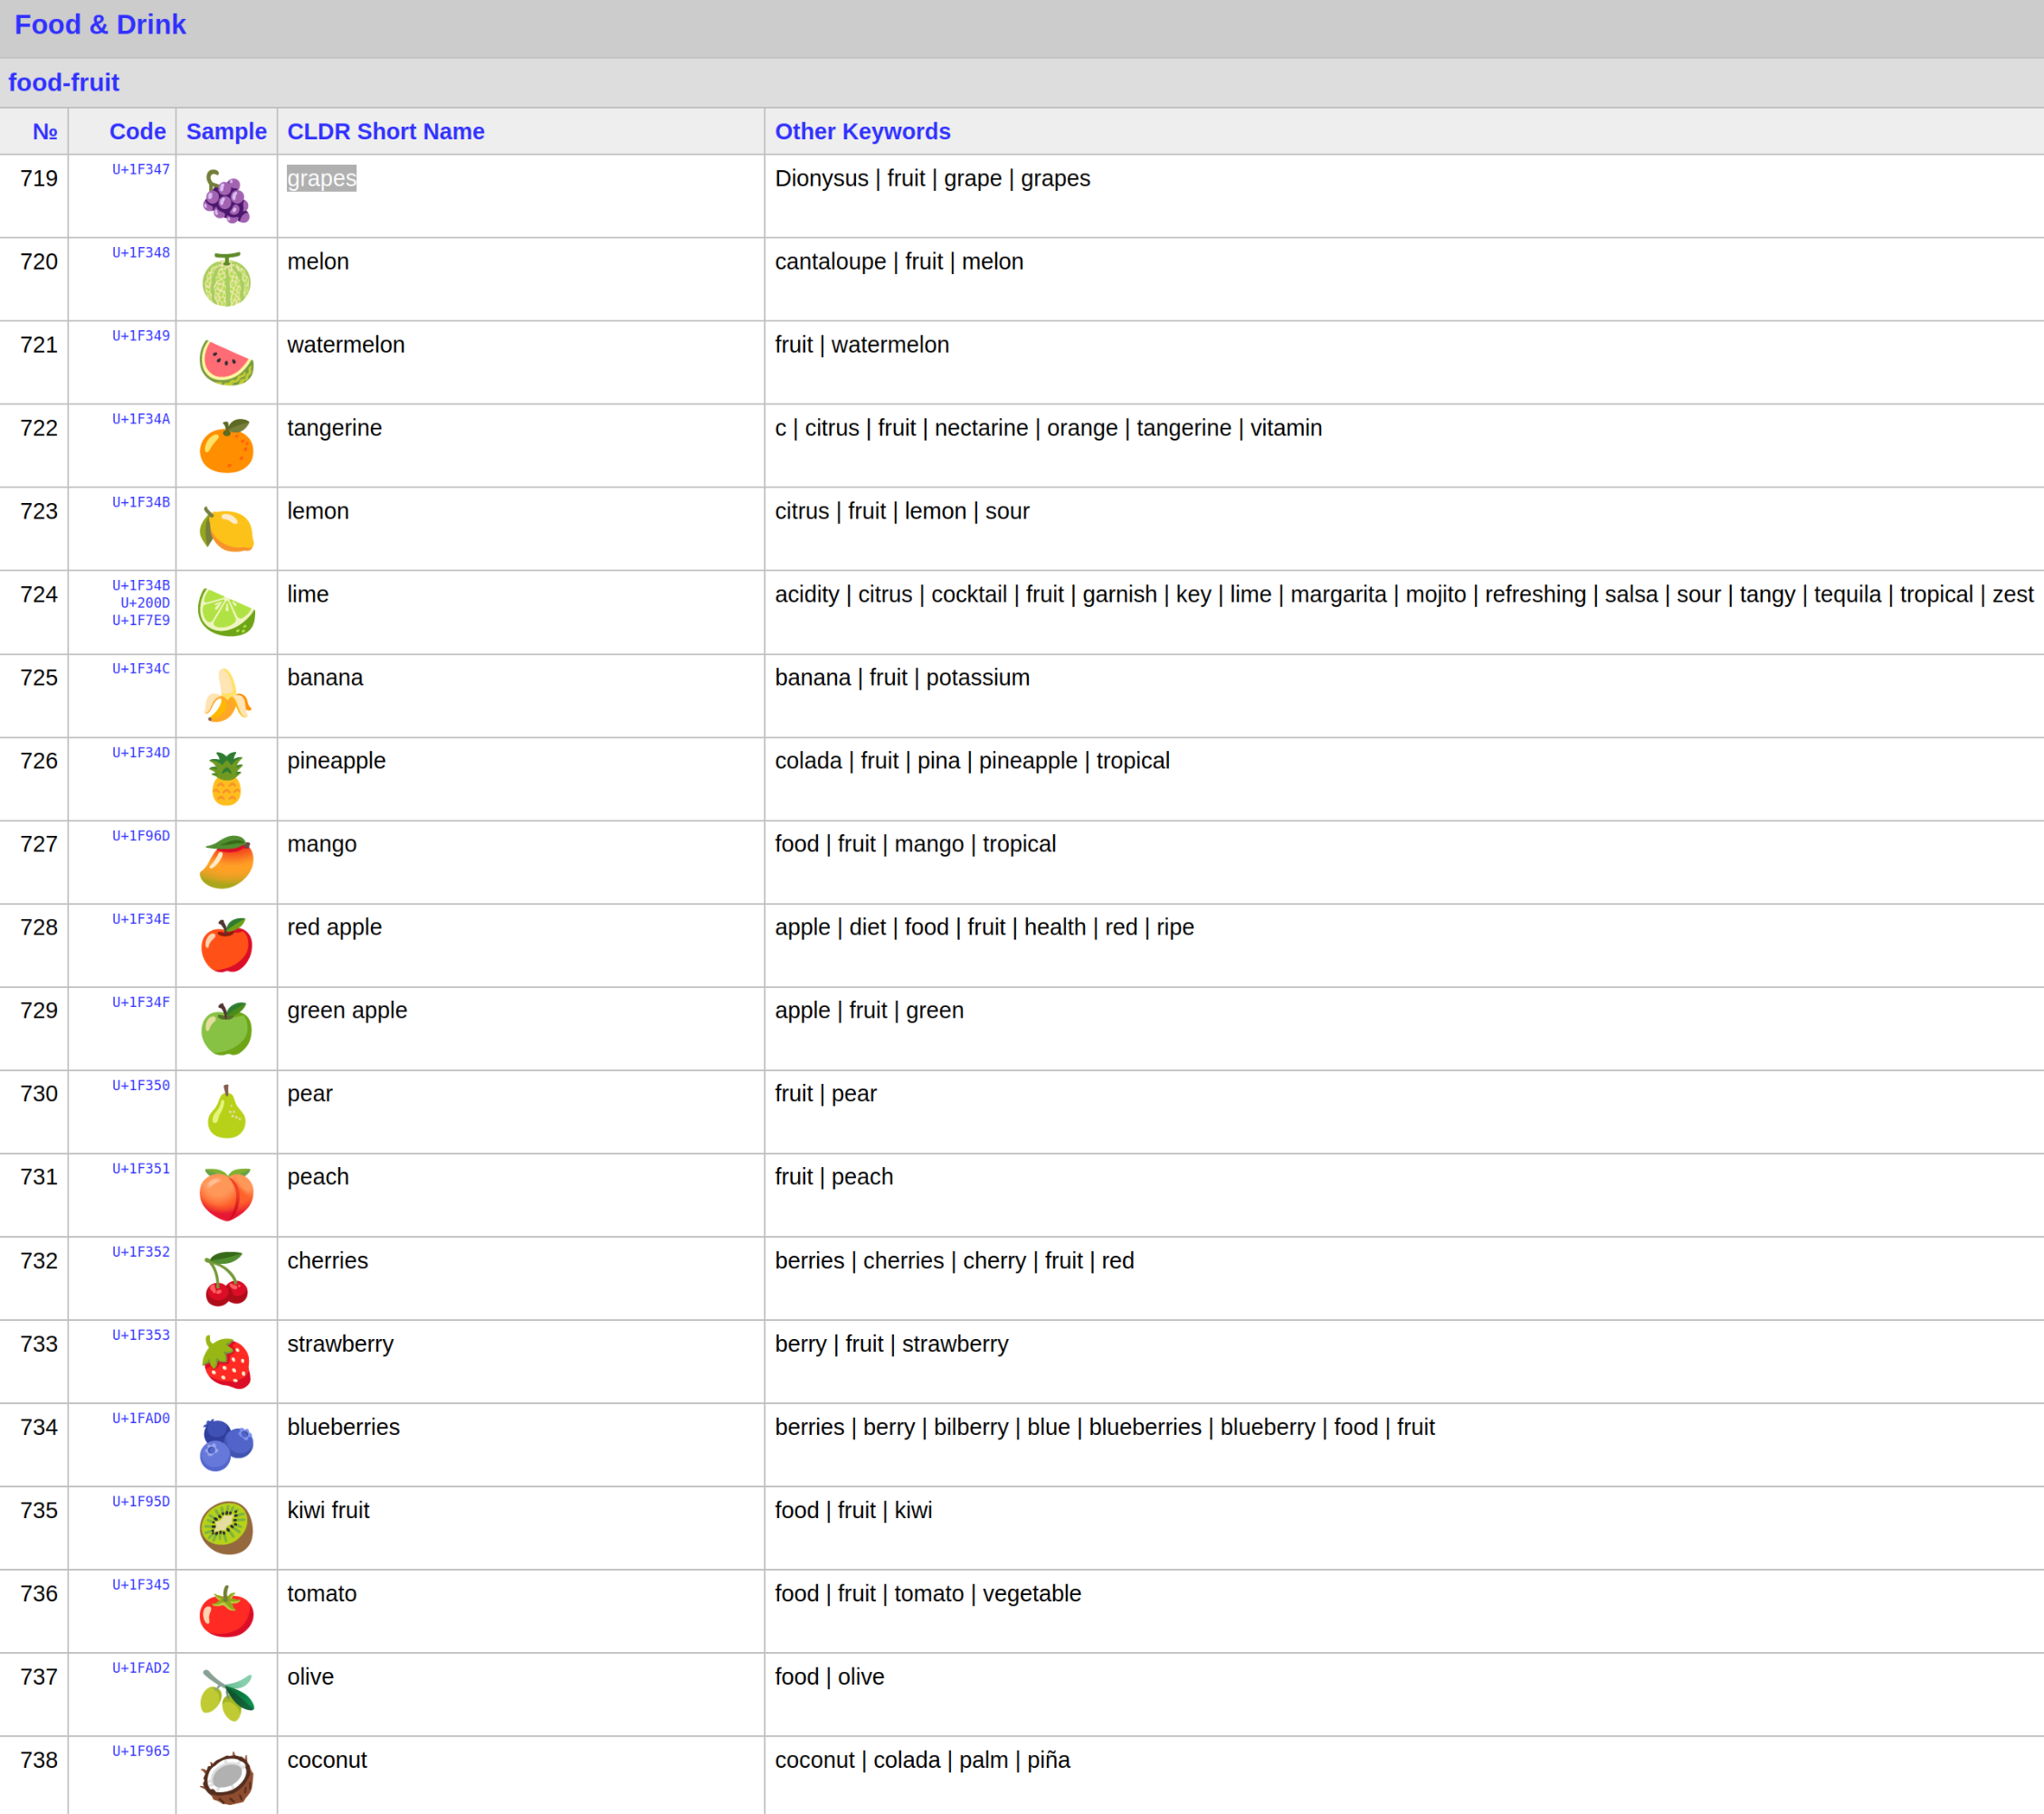 Food & Drink
food-fruit
№ Code Sample CLDR Short Name Other Keywords
719 U+1F347 grapes Dionysus | fruit | grape | grapes
720 U+1F348 melon cantaloupe | fruit | melon
721 U+1F349 watermelon fruit | watermelon
722 U+1F34A tangerine c | citrus | fruit | nectarine | orange | tangerine | vitamin
723 U+1F34B lemon citrus | fruit | lemon | sour
724 U+1F34B lime acidity | citrus | cocktail | fruit | garnish | key | lime | margarita | mojito | refreshing | salsa | sour | tangy | tequila | tropical | zest
U+200D
U+1F7E9
725 U+1F34C banana banana | fruit | potassium
726 U+1F34D pineapple colada | fruit | pina | pineapple | tropical
727 U+1F96D mango food | fruit | mango | tropical
728 U+1F34E red apple apple | diet | food | fruit | health | red | ripe
729 U+1F34F green apple apple | fruit | green
730 U+1F350 pear fruit | pear
731 U+1F351 peach fruit | peach
732 U+1F352 cherries berries | cherries | cherry | fruit | red
733 U+1F353 strawberry berry | fruit | strawberry
734 U+1FAD0 blueberries berries | berry | bilberry | blue | blueberries | blueberry | food | fruit
735 U+1F95D kiwi fruit food | fruit | kiwi
736 U+1F345 tomato food | fruit | tomato | vegetable
737 U+1FAD2 olive food | olive
738 U+1F965 coconut coconut | colada | palm | piña